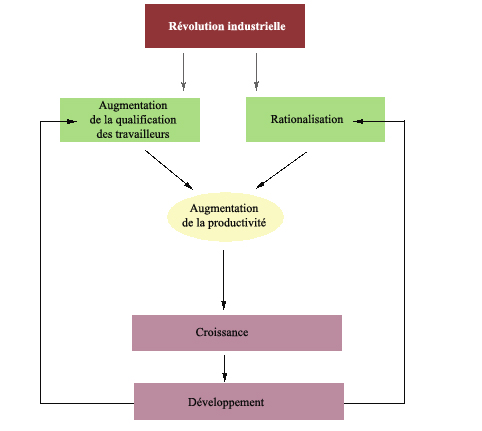 Révolution industrielle
Augmentation
de la qualification
des travailleurs
Rationalisation
Augmentation
de la productivité
Croissance
Développement